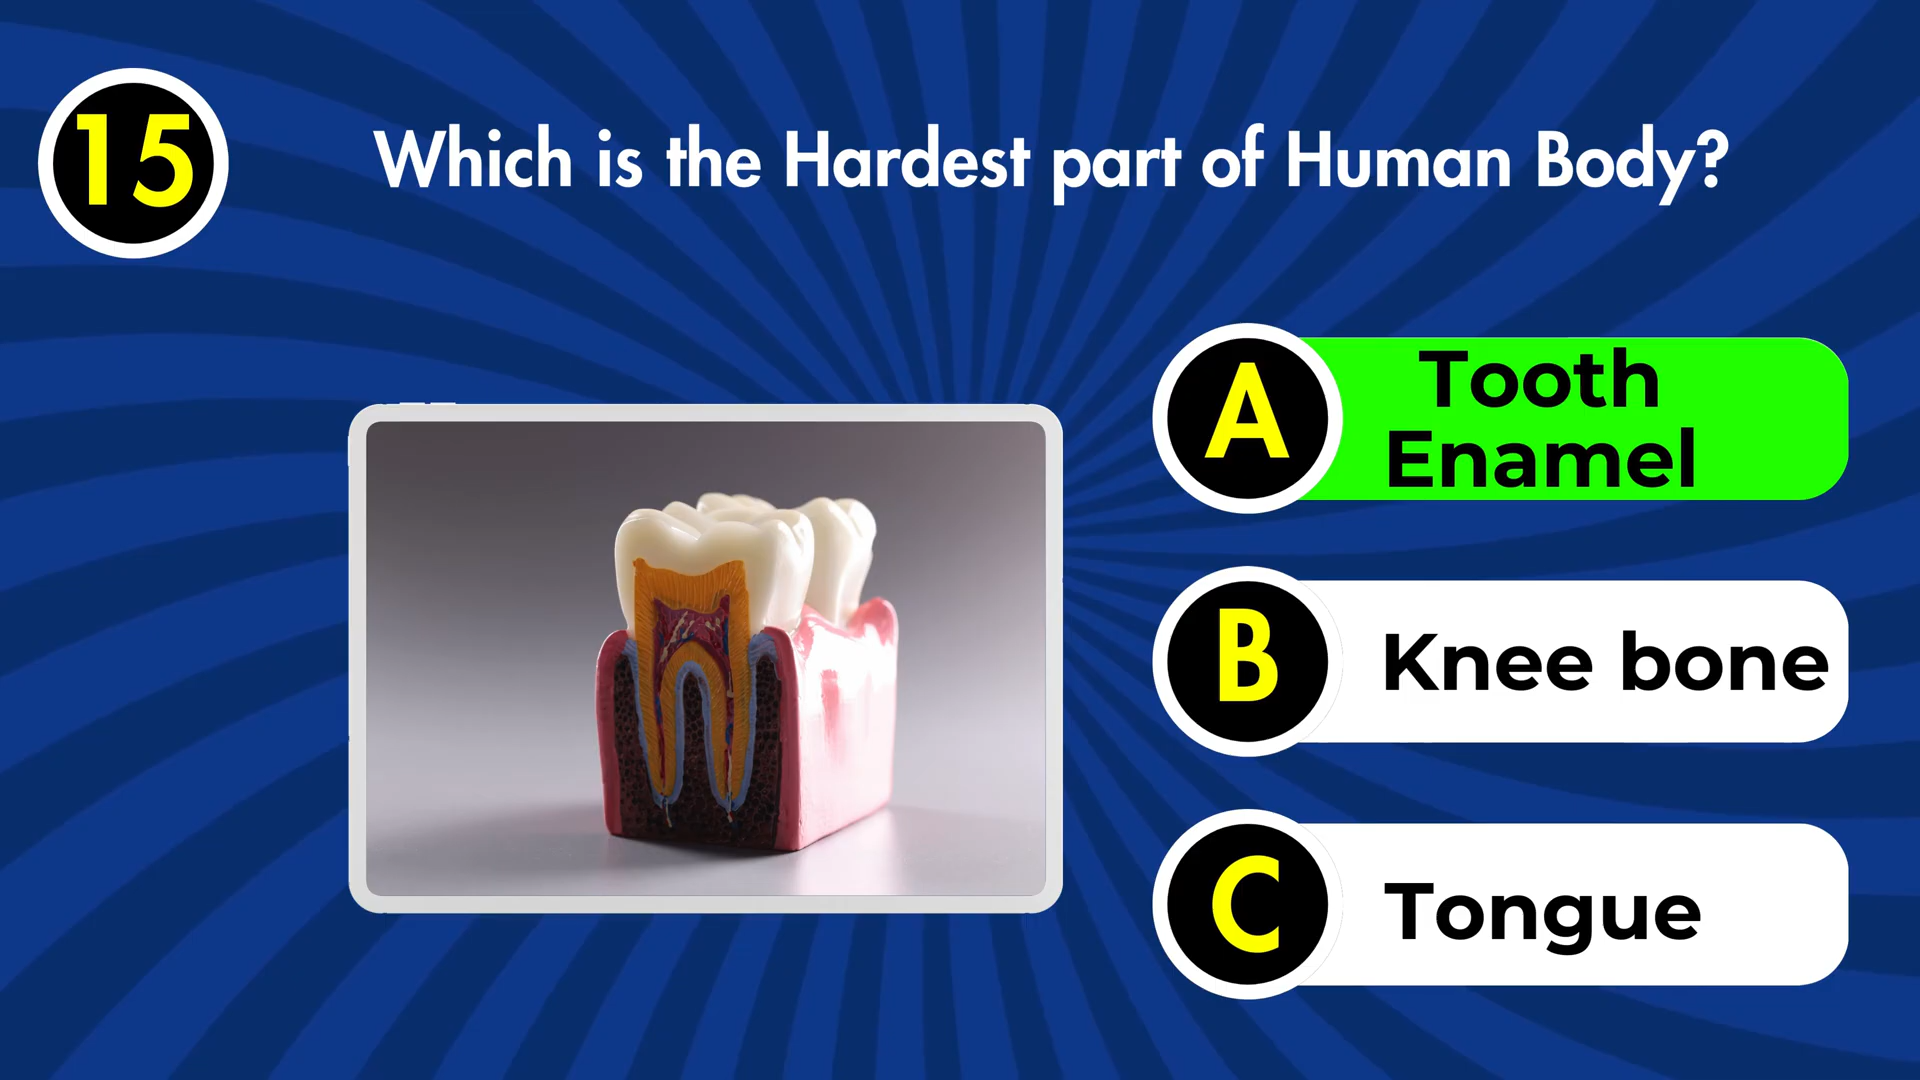 15
Which is the Hardest part of Human Body?
A
Tooth
Enamel
B
Knee bone
C
Tongue